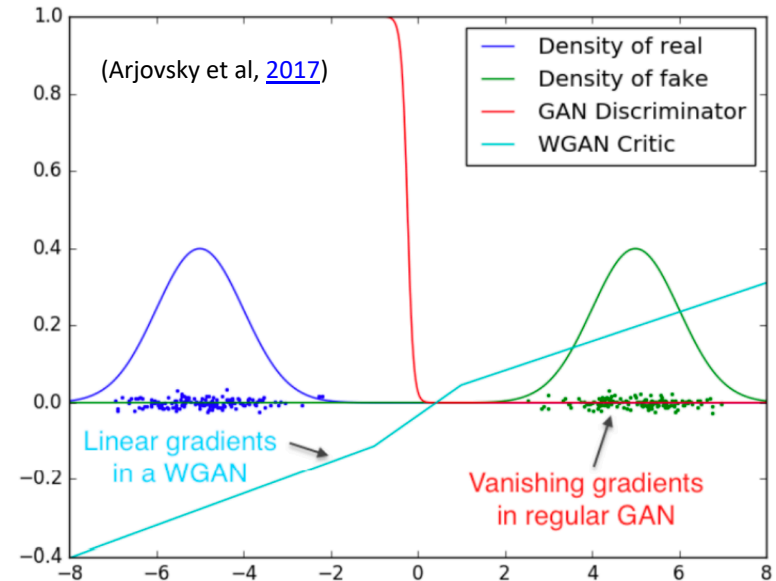 1.0
(Arjovsky et al, 2017)
Density of real
Density of fake
GAN Discriminator
WGAN Critic
0.8
0.6
0.4
0.2
0.0
Linear gradients
in a WGAN
Vanishing gradients
in regular GAN
−0.2
−0.4
−8 −6 −4 −2 0 2 4 6 8